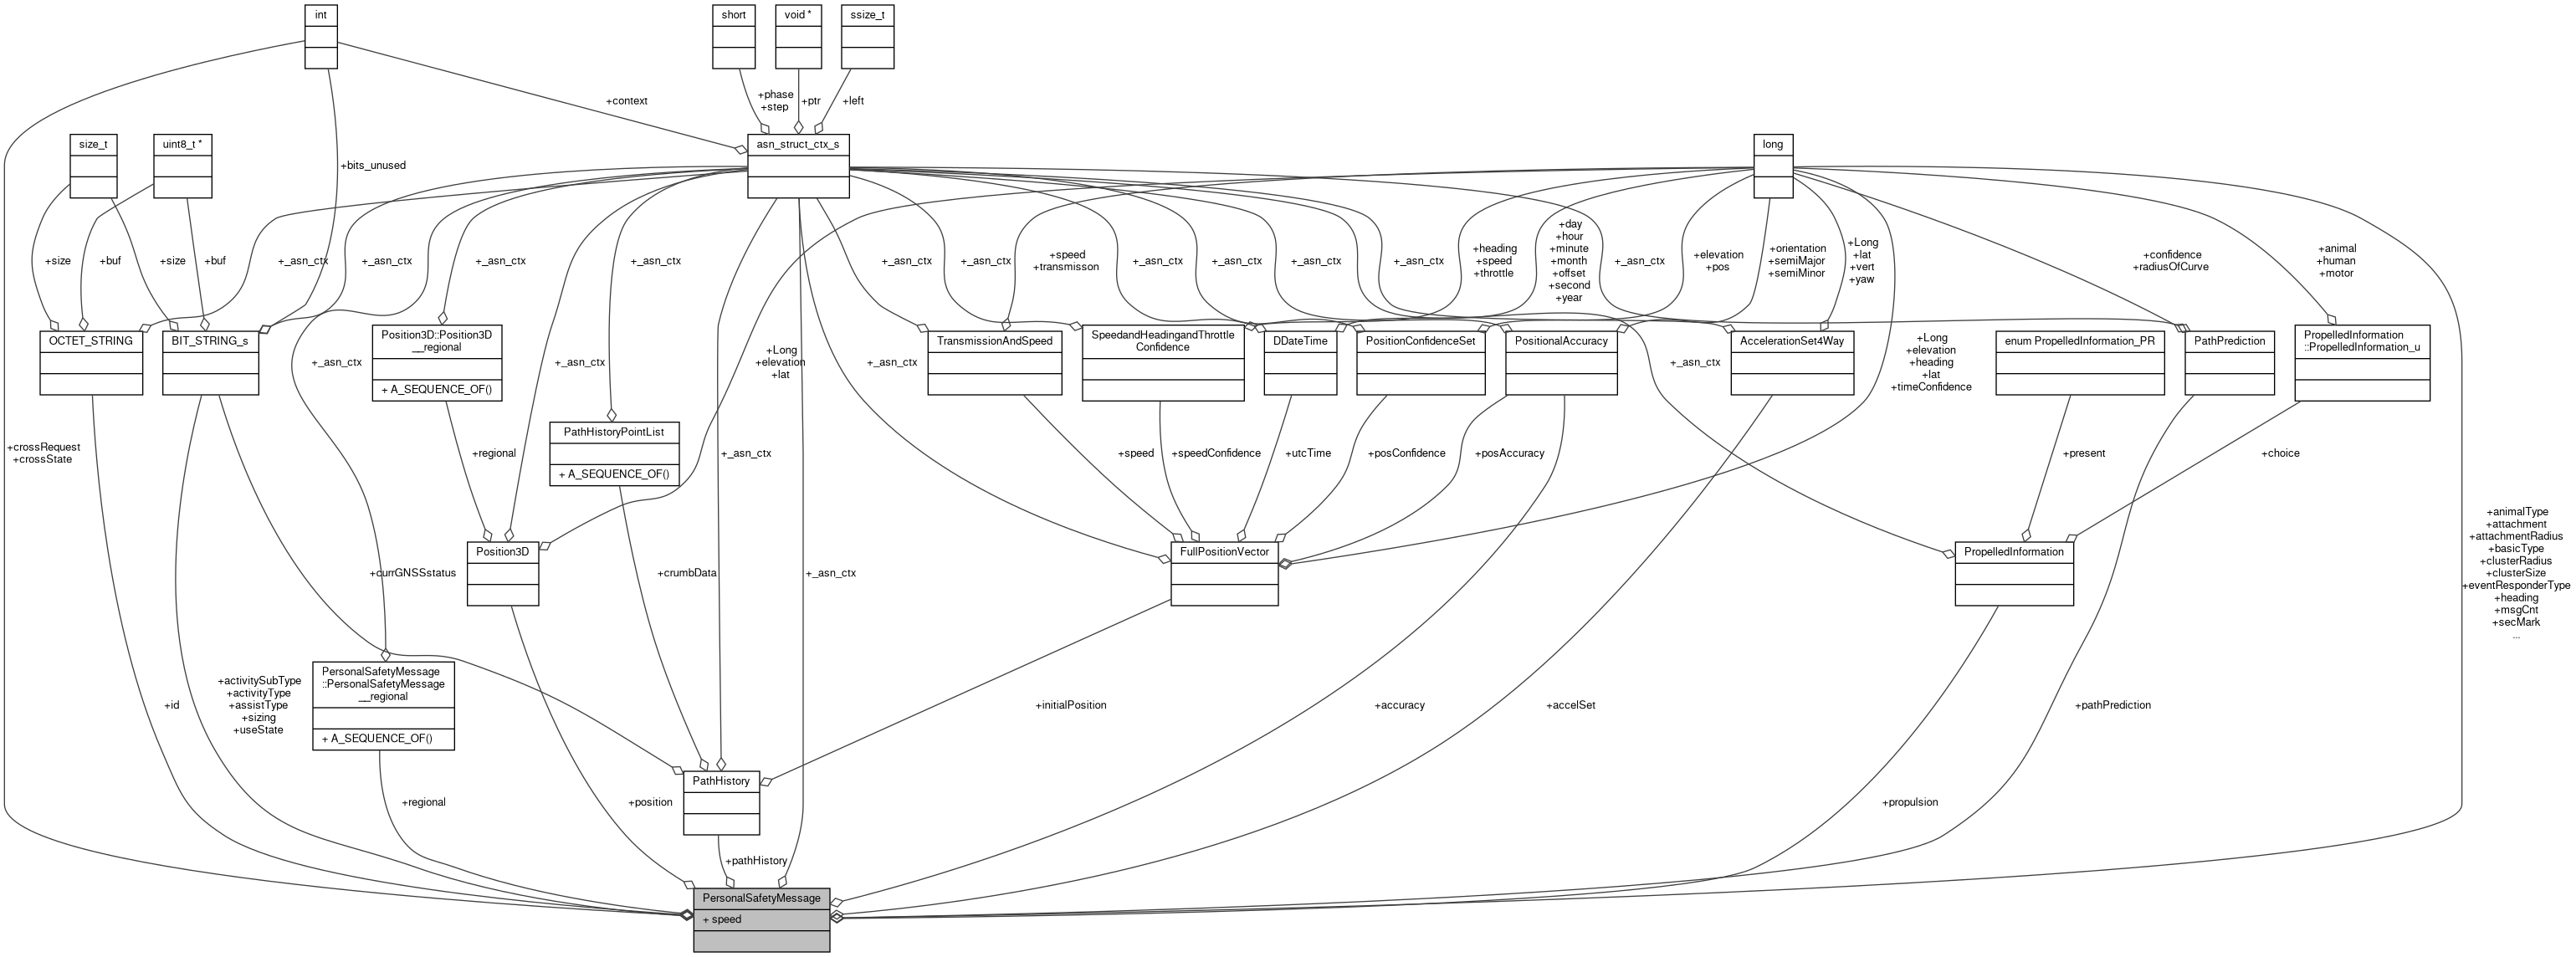 int
short
void *
ssize_t
+context
+phase
+step
+ptr
+left
size_t
uint8_t *
asn_struct_ctx_s
long
+bits_unused
+size
+buf
+size
+buf
+_asn_ctx
+_asn_ctx
+_asn_ctx
+_asn_ctx
+_asn_ctx
+speed
+transmisson
+_asn_ctx
+_asn_ctx
+_asn_ctx
+_asn_ctx
+_asn_ctx
+heading
+speed
+throttle
+day
+hour
+minute
+month
+offset
+second
+year
+_asn_ctx
+elevation
+pos
+orientation
+semiMajor
+semiMinor
+Long
+lat
+vert
+yaw
+confidence
+radiusOfCurve
+animal
+human
+motor
OCTET_STRING
BIT_STRING_s
Position3D::Position3D
__regional
+ A_SEQUENCE_OF()
TransmissionAndSpeed
SpeedandHeadingandThrottle
Confidence
DDateTime
PositionConfidenceSet
PositionalAccuracy
AccelerationSet4Way
enum PropelledInformation_PR
PathPrediction
PropelledInformation
::PropelledInformation_u
+_asn_ctx
+_asn_ctx
+Long
+elevation
+lat
+_asn_ctx
+_asn_ctx
+Long
+elevation
+heading
+lat
+timeConfidence
PathHistoryPointList
+ A_SEQUENCE_OF()
+crossRequest
+crossState
+regional
+_asn_ctx
+speed
+speedConfidence
+utcTime
+posConfidence
+posAccuracy
+present
+choice
Position3D
FullPositionVector
PropelledInformation
+currGNSSstatus
+crumbData
+_asn_ctx
+animalType
+attachment
+attachmentRadius
+basicType
+clusterRadius
+clusterSize
+eventResponderType
+heading
+msgCnt
+secMark
...
PersonalSafetyMessage
::PersonalSafetyMessage
__regional
+ A_SEQUENCE_OF()
+id
+activitySubType
+activityType
+assistType
+sizing
+useState
+initialPosition
+accuracy
+accelSet
+pathPrediction
PathHistory
+regional
+position
+propulsion
+pathHistory
PersonalSafetyMessage
+ speed